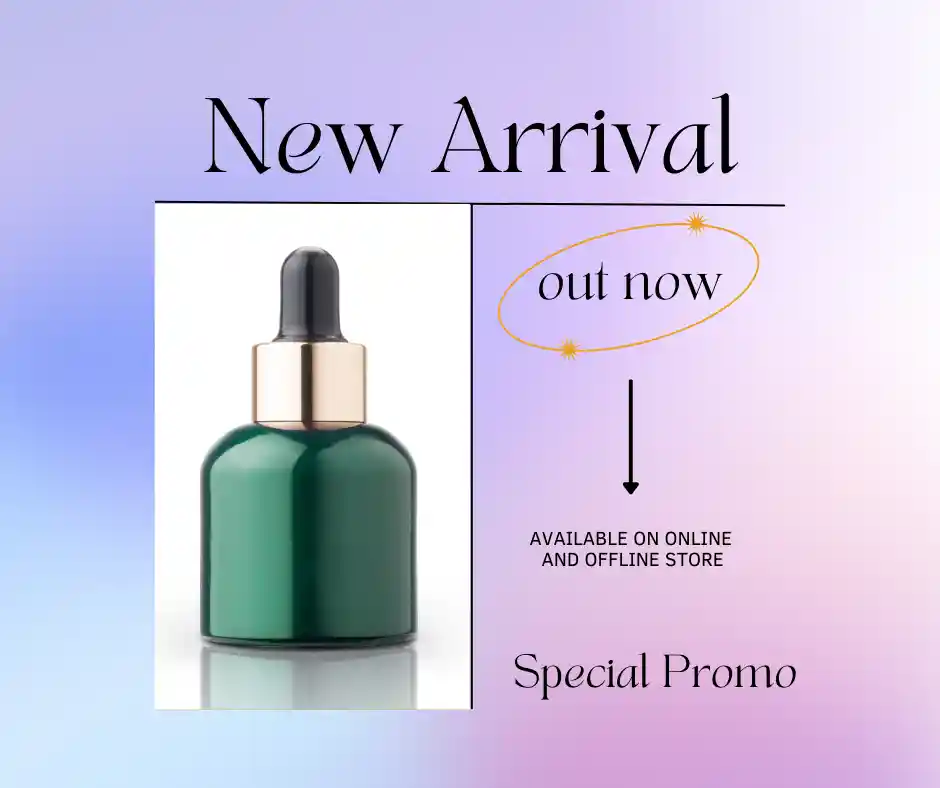 New Arrival
out now
AVAILABLE ON ONLINE
AND OFFLINE STORE
Special Promo